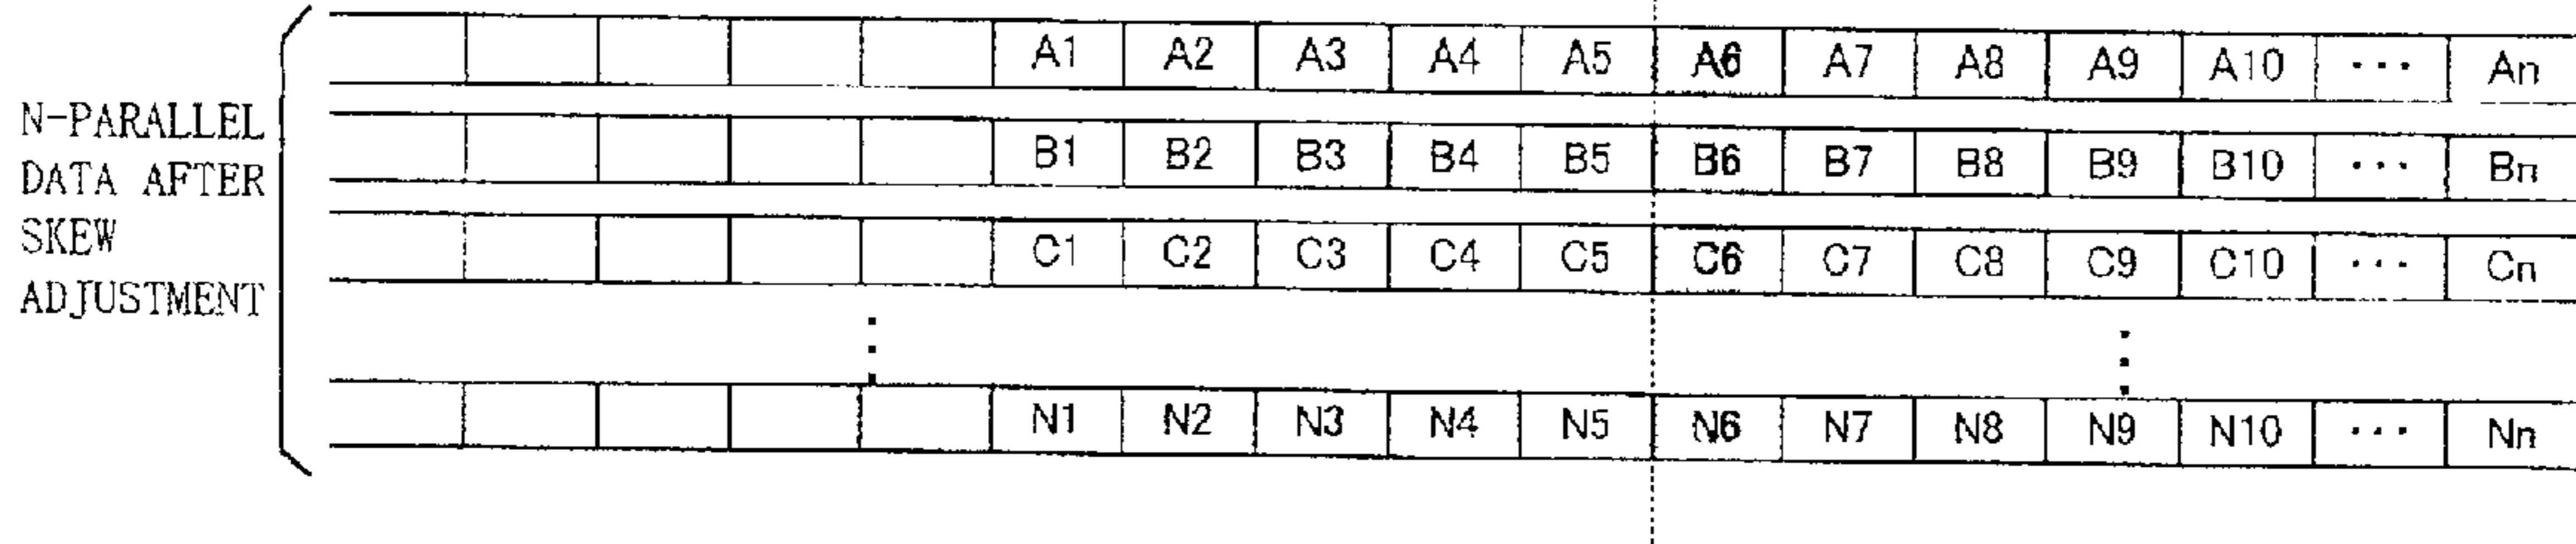 N-PARALLEL
DATA AFTER
SKEW
ADJUSTMENT
A1 A2 A3 A4 A5 A6 A7 A8 A9 A10 ... An
B1 B2 B3 B4 B5 B6 B7 B8 B9 B10 ... Bn
C1 C2 C3 C4 C5 C6 C7 C8 C9 C10 ... Cn
N1 N2 N3 N4 N5 N6 N7 N8 N9 N10 ... Nn